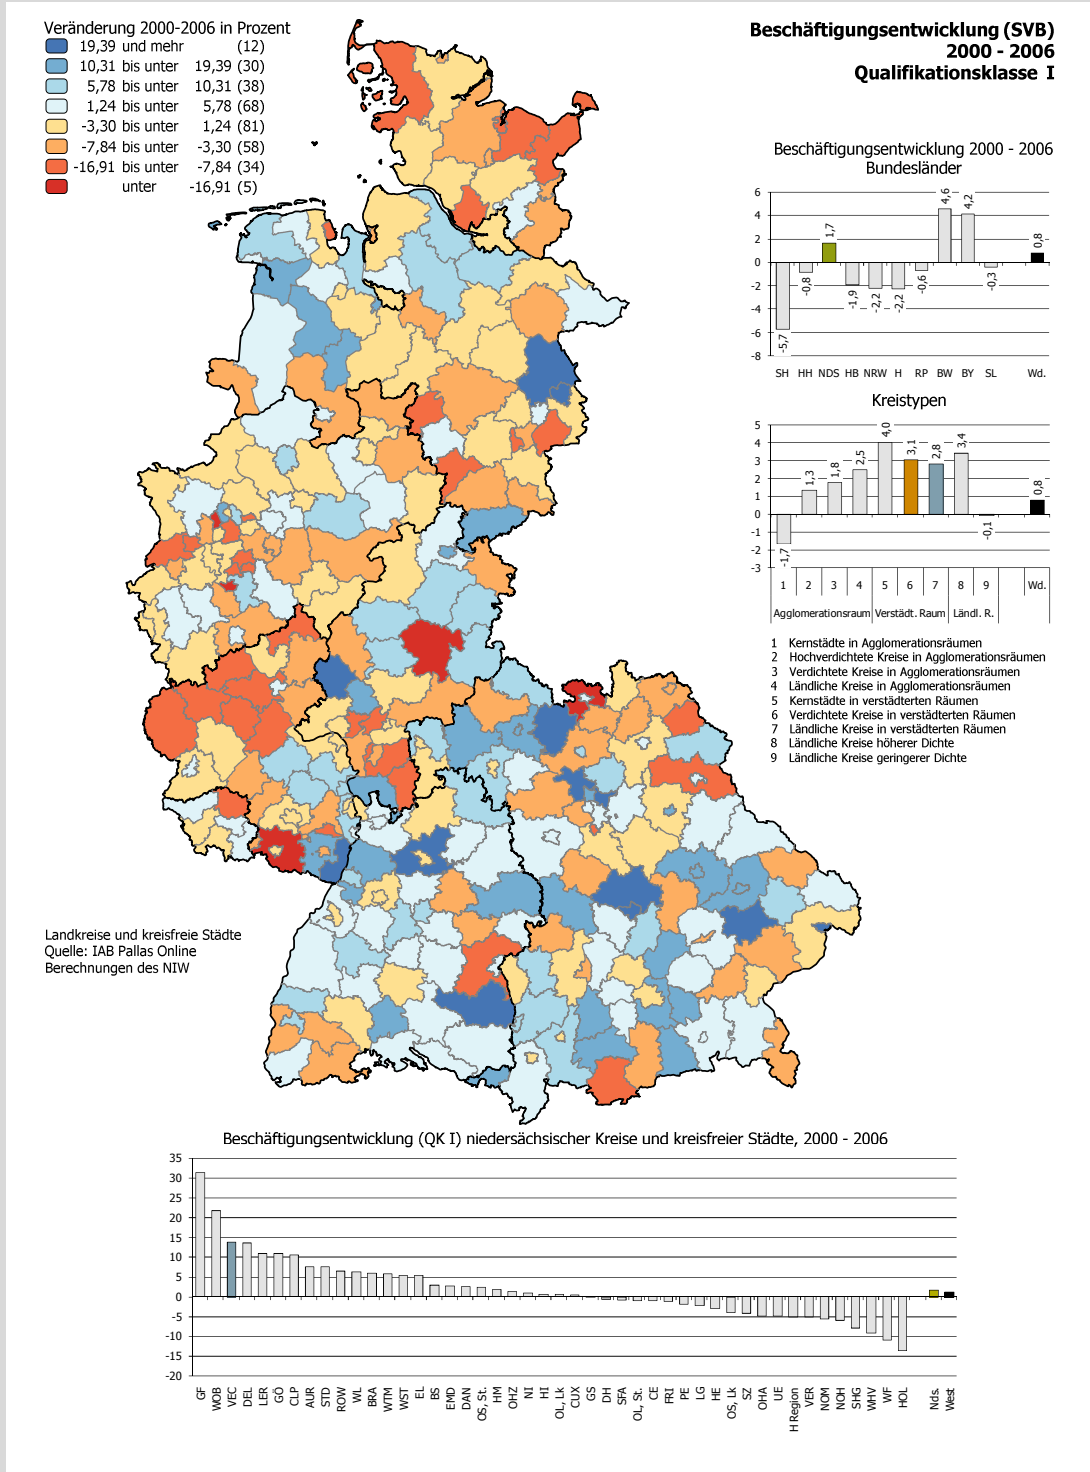 Veränderung 2000-2006 in Prozent
19,39 und mehr (12)
10,31 bis unter 19,39 (30)
5,78 bis unter 10,31 (38)
1,24 bis unter 5,78 (68)
-3,30 bis unter 1,24 (81)
-7,84 bis unter -3,30 (58)
-16,91 bis unter -7,84 (34)
unter -16,91 (5)
Beschäftigungsentwicklung (SVB)
2000 - 2006
Qualifikationsklasse I
Beschäftigungsentwicklung 2000 - 2006
Bundesländer
6
4
2
0
-2
-4
-6
-8
-5,7
-0,8
1,7
-1,9
-2,2
-2,2
-0,6
4,6
4,2
-0,3
0,8
SH HH NDS HB NRW H RP BW BY SL Wd.
Kreistypen
5
4
3
2
1
0
-1
-2
-3
-1,7
1,3
1,8
2,5
4,0
3,1
2,8
3,4
-0,1
0,8
1 2 3 4 5 6 7 8 9 Wd.
Agglomerationsraum Verstädt. Raum Ländl. R.
1 Kernstädte in Agglomerationsräumen
2 Hochverdichtete Kreise in Agglomerationsräumen
3 Verdichtete Kreise in Agglomerationsräumen
4 Ländliche Kreise in Agglomerationsräumen
5 Kernstädte in verstädterten Räumen
6 Verdichtete Kreise in verstädterten Räumen
7 Ländliche Kreise in verstädterten Räumen
8 Ländliche Kreise höherer Dichte
9 Ländliche Kreise geringerer Dichte
Landkreise und kreisfreie Städte
Quelle: IAB Pallas Online
Berechnungen des NIW
Beschäftigungsentwicklung (QK I) niedersächsischer Kreise und kreisfreier Städte, 2000 - 2006
35
30
25
20
15
10
5
0
-5
-10
-15
-20
GF WOB VEC DEL LER GÖ CLP AUR STD ROW WL BRA WTM WST EL BS EMD DAN OS, St. HM OHZ NI HI OL, Lk CUX GS DH SFA OL, St. CE FRI PE LG HE OS, Lk SZ OHA UE H Region VER NOM NOH SHG WHV WF HOL Nds. West